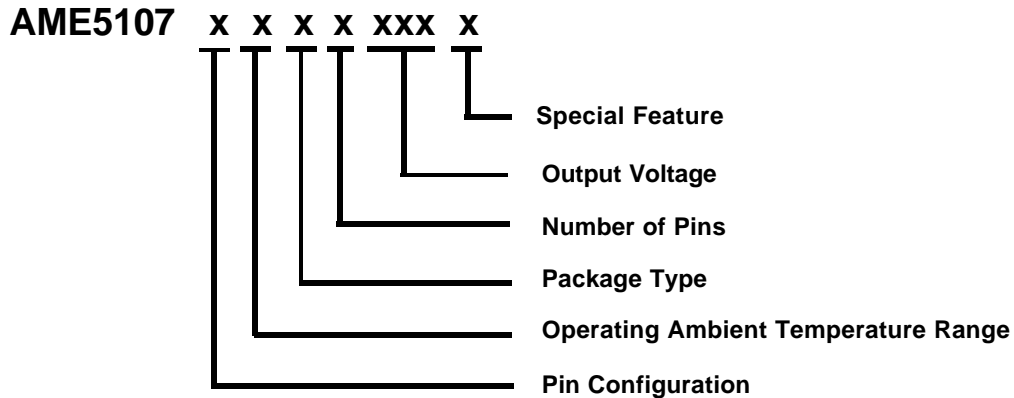 AME5107 x x x x xxx x
Special Feature
Output Voltage
Number of Pins
Package Type
Operating Ambient Temperature Range
Pin Configuration